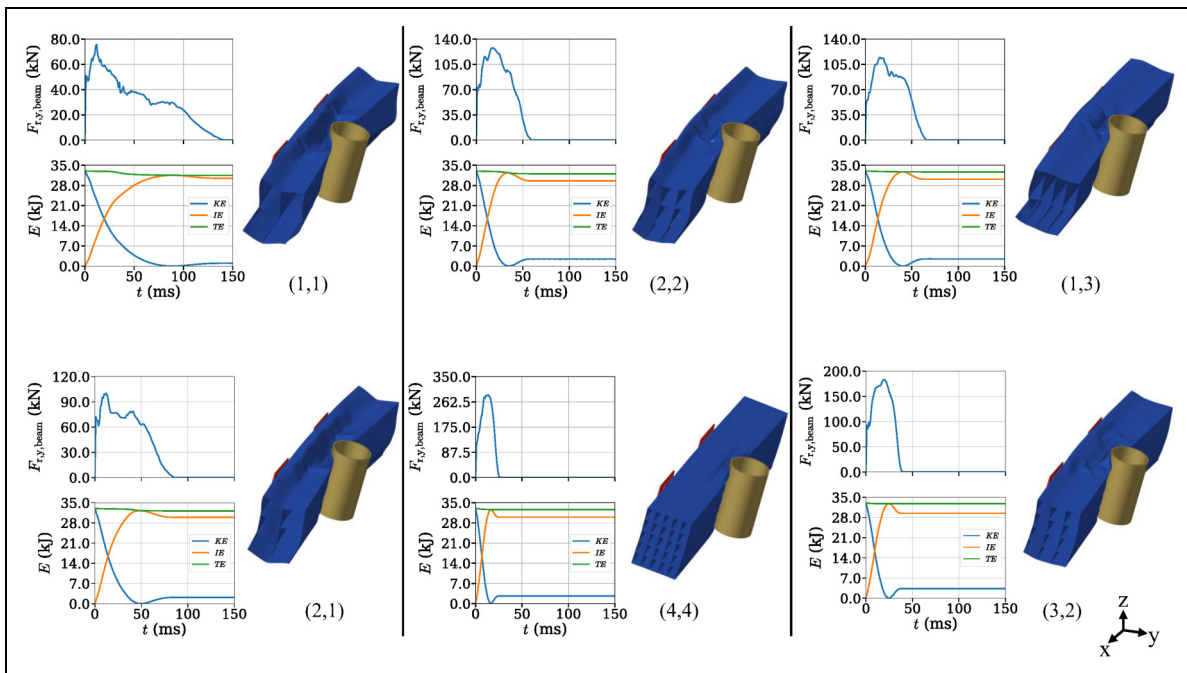 80.0
60.0
40.0
20.0
0.0
F_r,y,beam (kN)
35.0
28.0
21.0
14.0
7.0
0.0
E (kJ)
KE
IE
TE
0 50 100 150
t (ms)
(1,1)
140.0
105.0
70.0
35.0
0.0
F_r,y,beam (kN)
35.0
28.0
21.0
14.0
7.0
0.0
E (kJ)
KE
IE
TE
0 50 100 150
t (ms)
(2,2)
140.0
105.0
70.0
35.0
0.0
F_r,y,beam (kN)
35.0
28.0
21.0
14.0
7.0
0.0
E (kJ)
KE
IE
TE
0 50 100 150
t (ms)
(1,3)
120.0
90.0
60.0
30.0
0.0
F_r,y,beam (kN)
35.0
28.0
21.0
14.0
7.0
0.0
E (kJ)
KE
IE
TE
0 50 100 150
t (ms)
(2,1)
350.0
262.5
175.0
87.5
0.0
F_r,y,beam (kN)
35.0
28.0
21.0
14.0
7.0
0.0
E (kJ)
KE
IE
TE
0 50 100 150
t (ms)
(4,4)
200.0
150.0
100.0
50.0
0.0
F_r,y,beam (kN)
35.0
28.0
21.0
14.0
7.0
0.0
E (kJ)
KE
IE
TE
0 50 100 150
t (ms)
(3,2)
z
x y